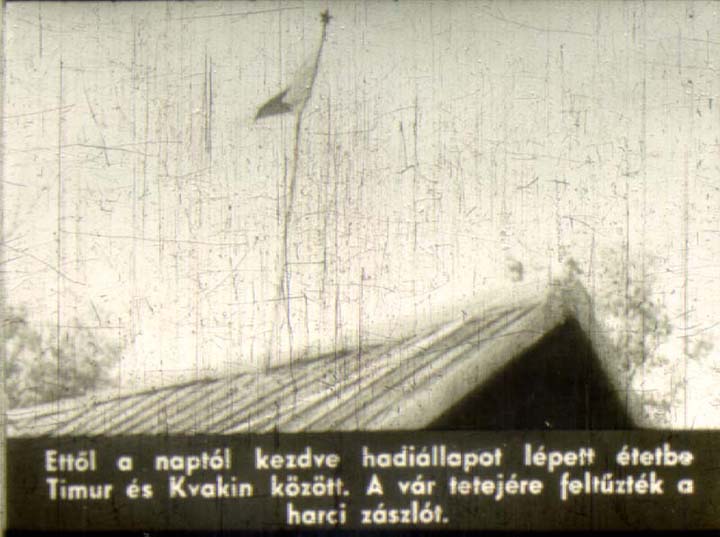 Ettől a naptól kezdve hadiállapot lépett étetbe
Timur és Kvakin között. A vár tetejére feltűzték a
harci zászlót.